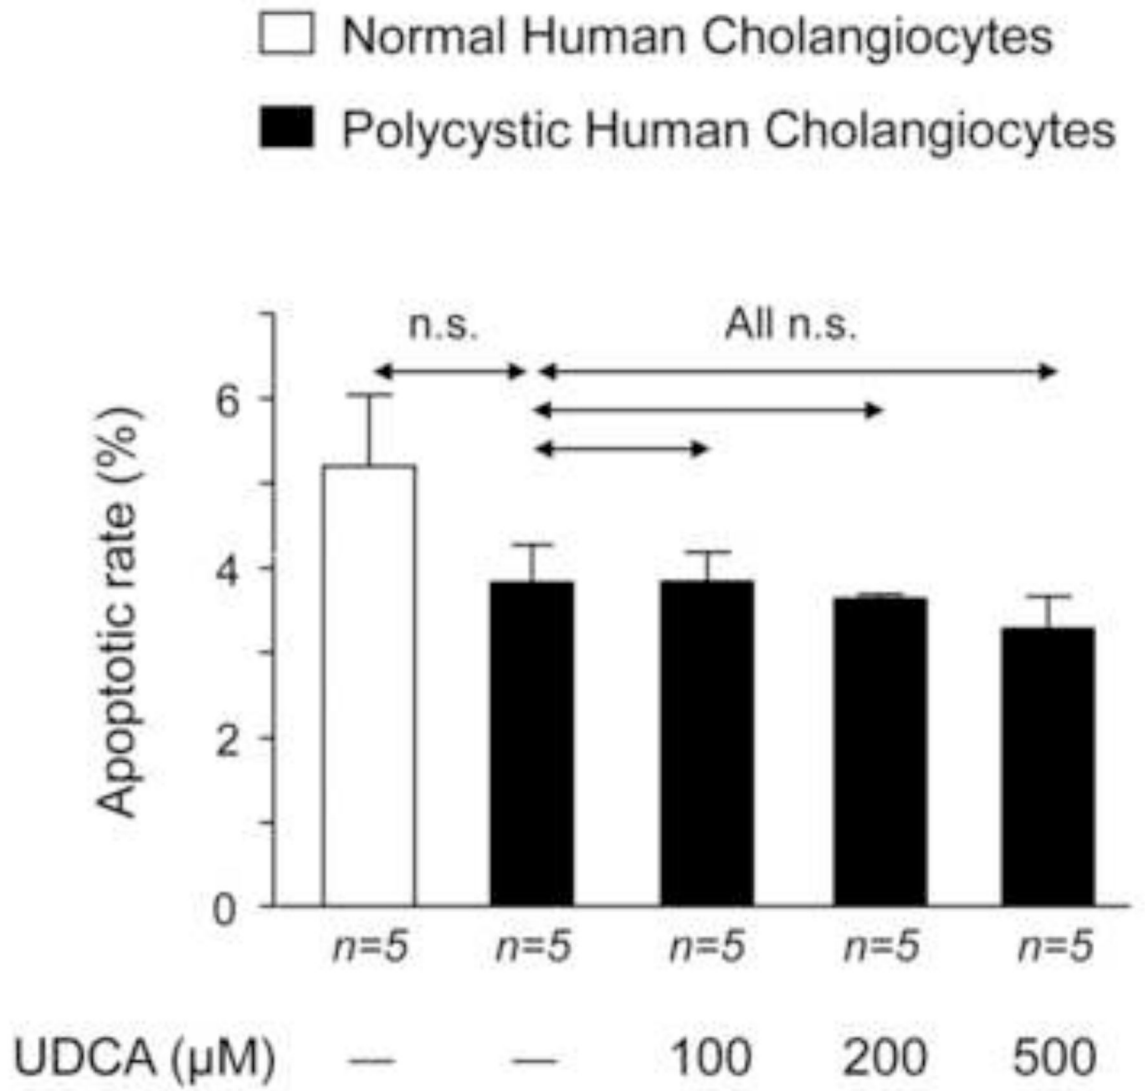 Normal Human Cholangiocytes
Polycystic Human Cholangiocytes
n.s.
All n.s.
Apoptotic rate (%)
6
4
2
0
n=5 n=5 n=5 n=5 n=5
UDCA (µM) — — 100 200 500